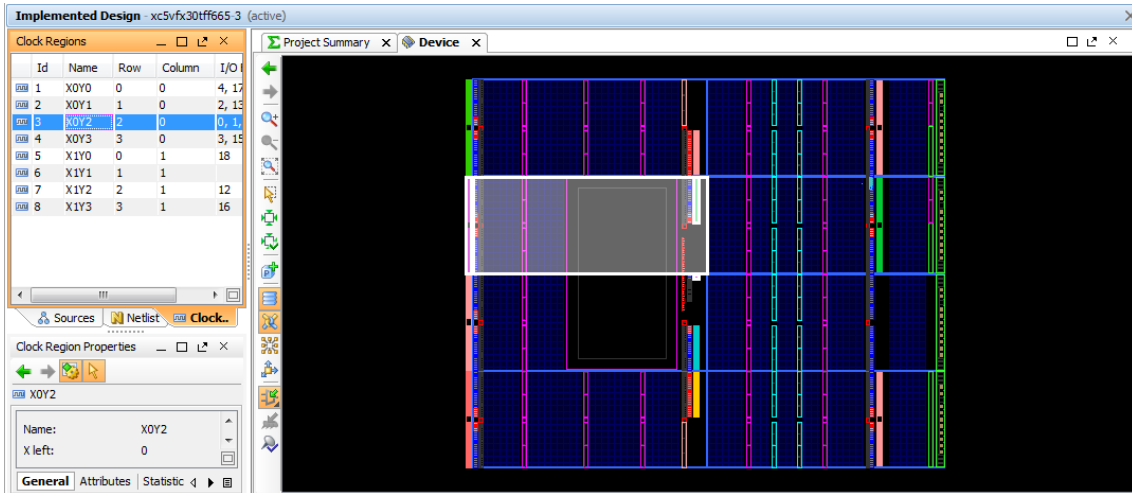 Implemented Design - xc5vfx30tff665-3 (active)
Clock Regions
Project Summary
Device
Id Name Row Column I/O
1 X0Y0 0 0 4, 17
2 X0Y1 1 0 2, 13
3 X0Y2 2 0 0, 1,
4 X0Y3 3 0 3, 15
5 X1Y0 0 1 18
6 X1Y1 1 1
7 X1Y2 2 1 12
8 X1Y3 3 1 16
Sources Netlist Clock..
Clock Region Properties
X0Y2
Name: X0Y2
X left: 0
General Attributes Statistic